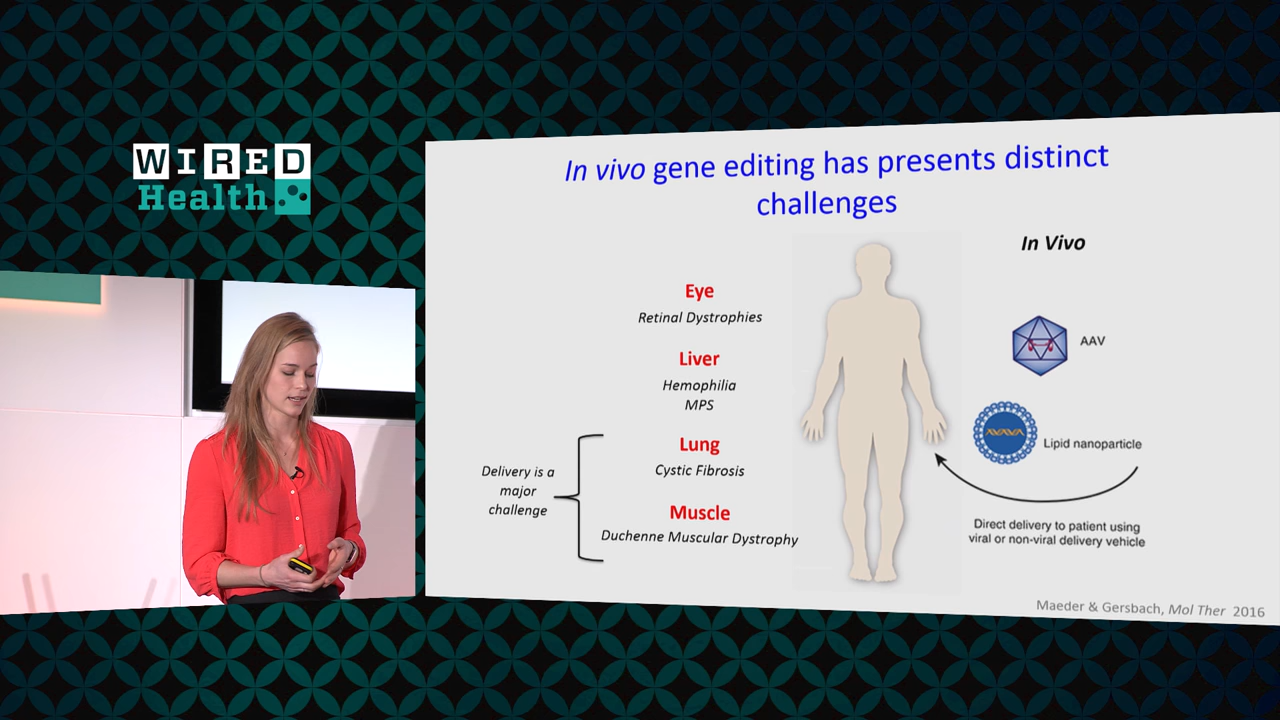 WIRED
Health
In vivo gene editing has presents distinct
challenges
In Vivo
Eye
Retinal Dystrophies
Liver
Hemophilia
MPS
Lung
Cystic Fibrosis
Muscle
Duchenne Muscular Dystrophy
Delivery is a
major
challenge
AAV
Lipid nanoparticle
Direct delivery to patient using
viral or non-viral delivery vehicle
Maeder & Gersbach, Mol Ther 2016